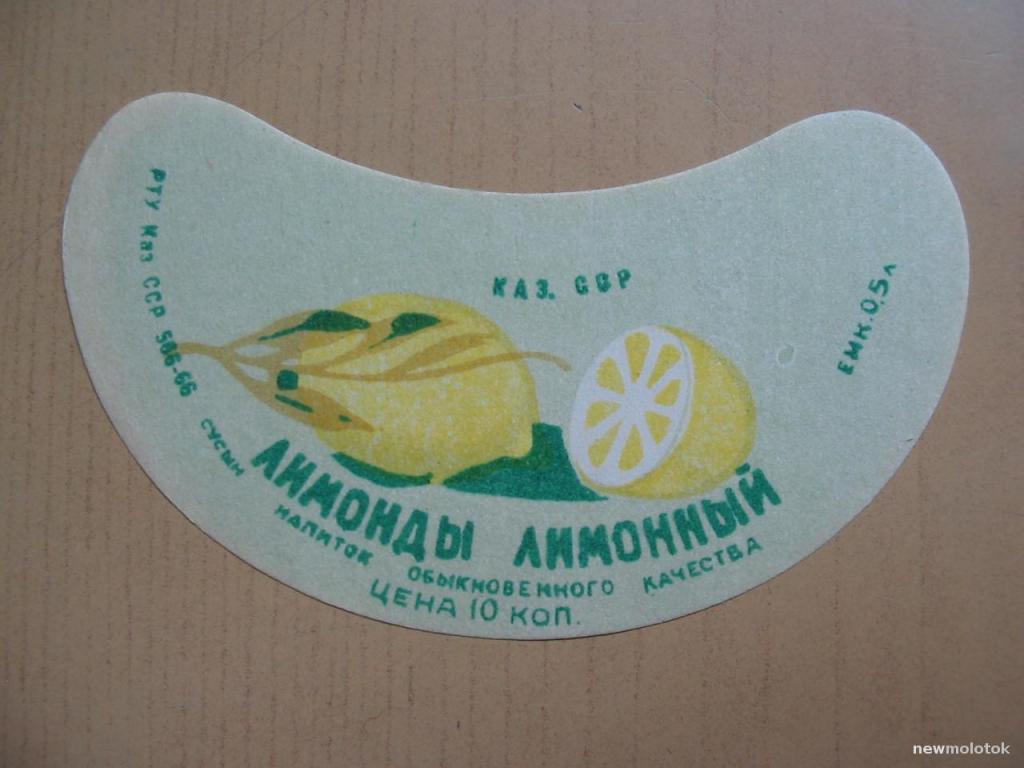 КАЗ. ССР
РТУ Каз ССР 506-66
ЕМК. 0,5 л
сусын
ЛИМОНДЫ ЛИМОННЫЙ
НАПИТОК ОБЫКНОВЕННОГО КАЧЕСТВА
ЦЕНА 10 КОП.
newmolotok